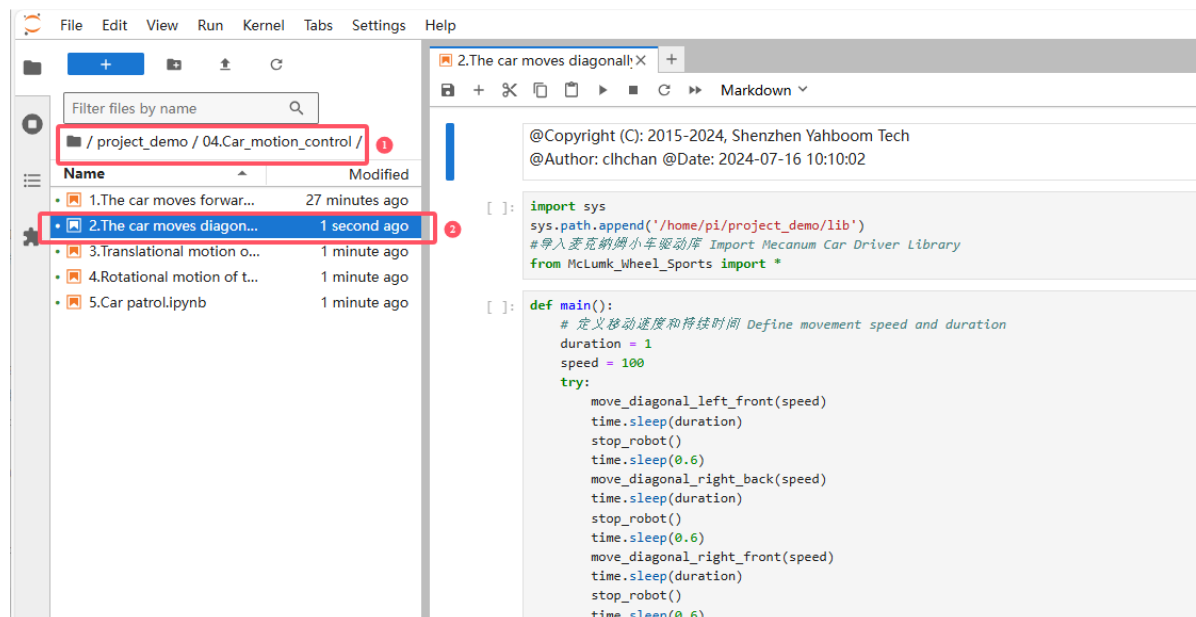 File Edit View Run Kernel Tabs Settings Help
+
Filter files by name
/ project_demo / 04.Car_motion_control /
1
Name Modified
1.The car moves forwar... 27 minutes ago
2.The car moves diagon... 1 second ago
2
3.Translational motion o... 1 minute ago
4.Rotational motion of t... 1 minute ago
5.Car patrol.ipynb 1 minute ago
2.The car moves diagonally
Markdown
@Copyright (C): 2015-2024, Shenzhen Yahboom Tech
@Author: clhchan @Date: 2024-07-16 10:10:02
[ ]: import sys
sys.path.append('/home/pi/project_demo/lib')
#导入麦克纳姆小车驱动库 Import Mecanum Car Driver Library
from McLumk_Wheel_Sports import *
[ ]: def main():
# 定义移动速度和持续时间 Define movement speed and duration
duration = 1
speed = 100
try:
move_diagonal_left_front(speed)
time.sleep(duration)
stop_robot()
time.sleep(0.6)
move_diagonal_right_back(speed)
time.sleep(duration)
stop_robot()
time.sleep(0.6)
move_diagonal_right_front(speed)
time.sleep(duration)
stop_robot()
time.sleep(0.6)